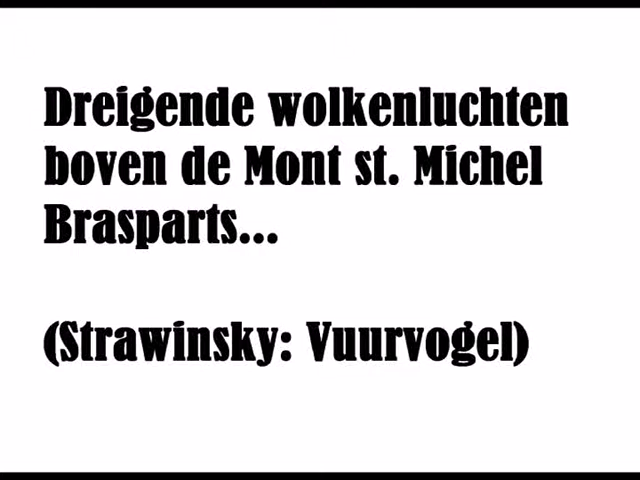 Dreigende wolkenluchten
boven de Mont st. Michel
Brasparts...
(Strawinsky: Vuurvogel)